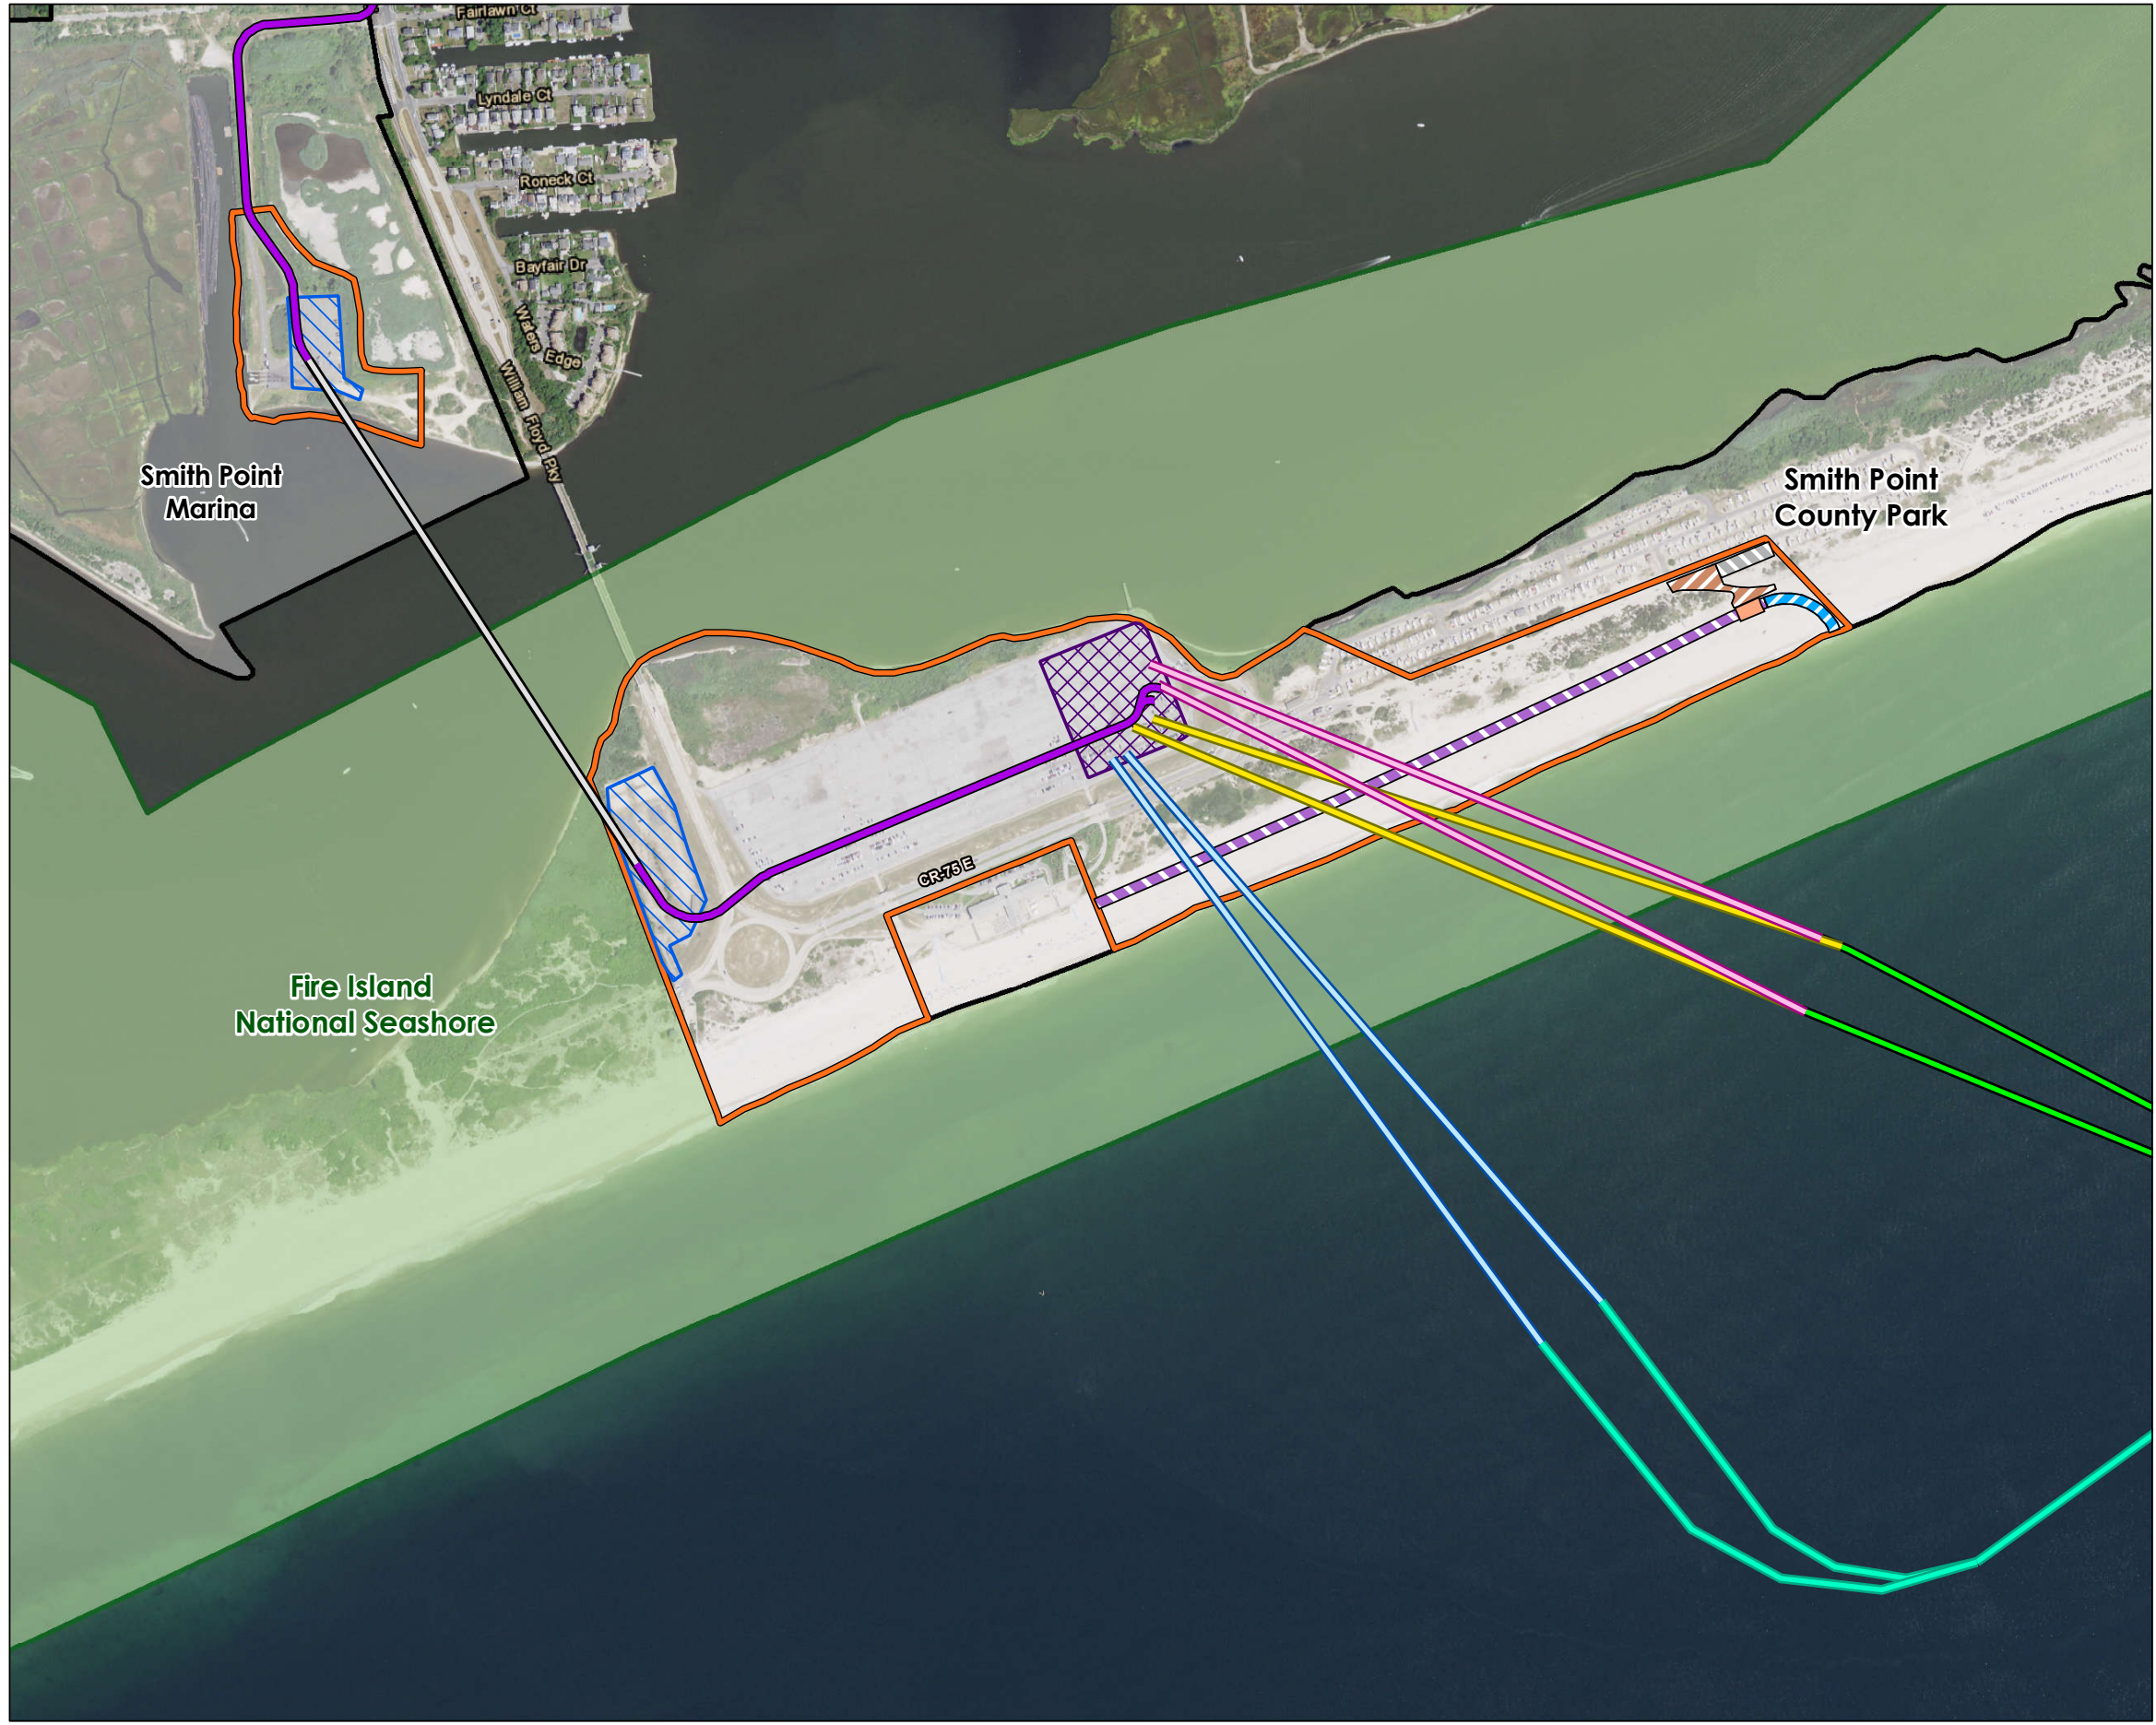 Fairlawn Ct
Lyndale Ct
Roneck Ct
Bayfair Dr
Waters Edge
William Floyd Pky
Smith Point
Marina
Smith Point
County Park
CR-75 E
Fire Island
National Seashore